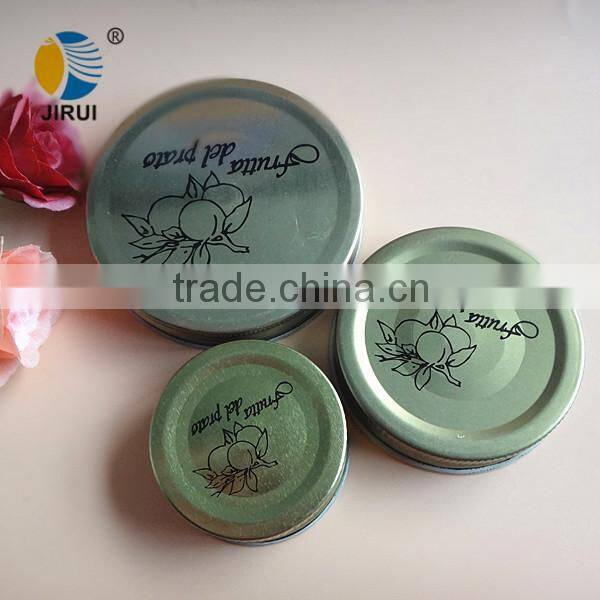 ®
JIRUI
frutta
del prato
trade.china.cn
frutta
frutta
del prato